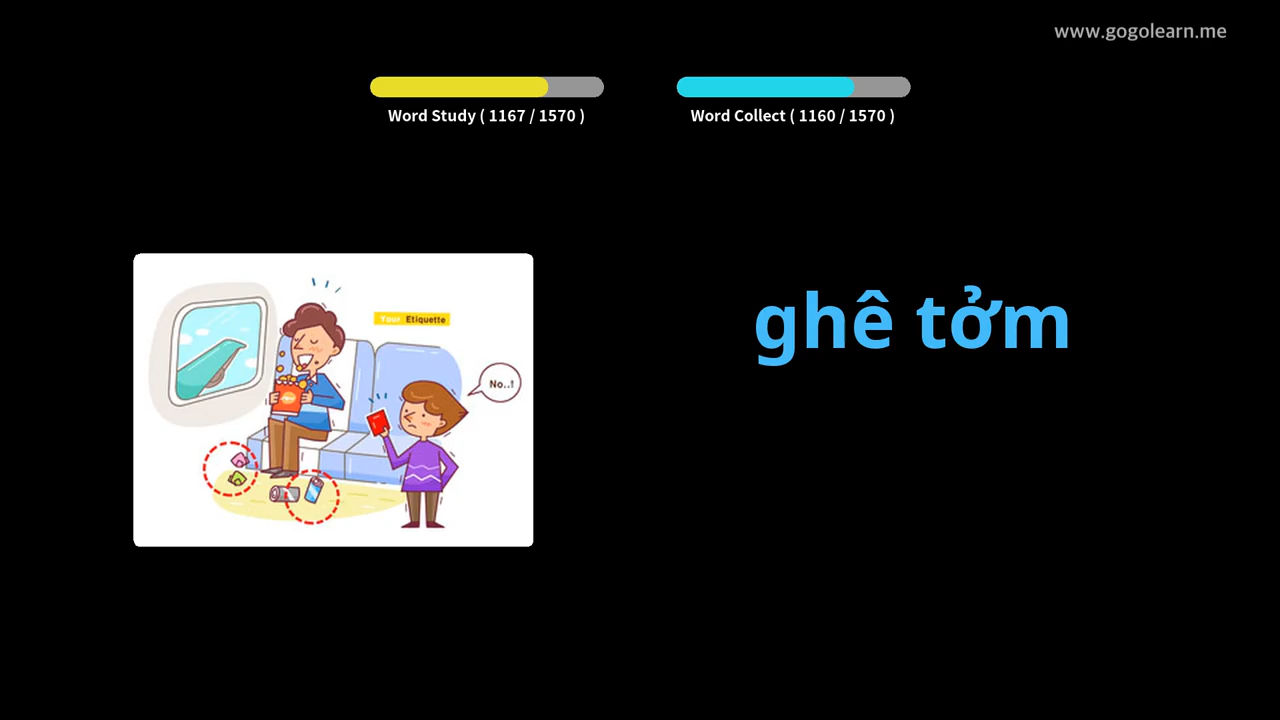 www.gogolearn.me
Word Study ( 1167 / 1570 )
Word Collect ( 1160 / 1570 )
Your Etiquette
No..!
ghê tởm